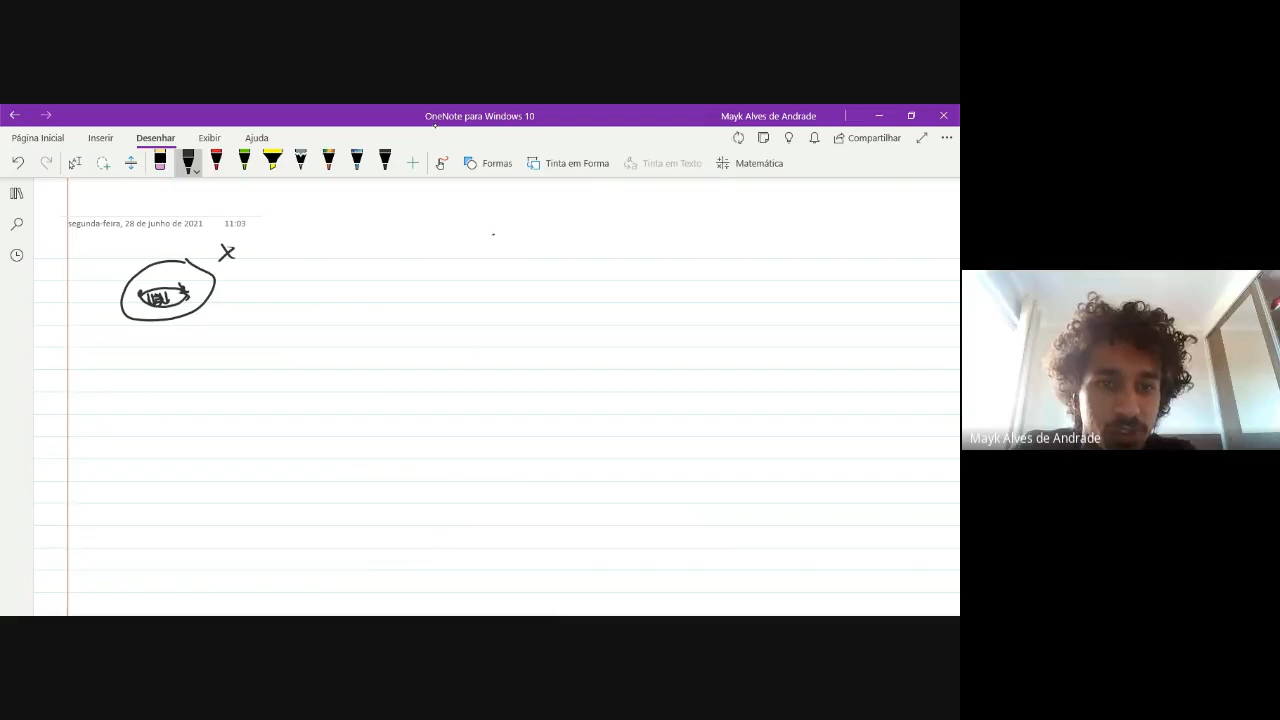 OneNote para Windows 10
Mayk Alves de Andrade
Página Inicial
Inserir
Desenhar
Exibir
Ajuda
Compartilhar
Formas
Tinta em Forma
Tinta em Texto
Matemática
segunda-feira, 28 de junho de 2021 11:03
X
Mayk Alves de Andrade